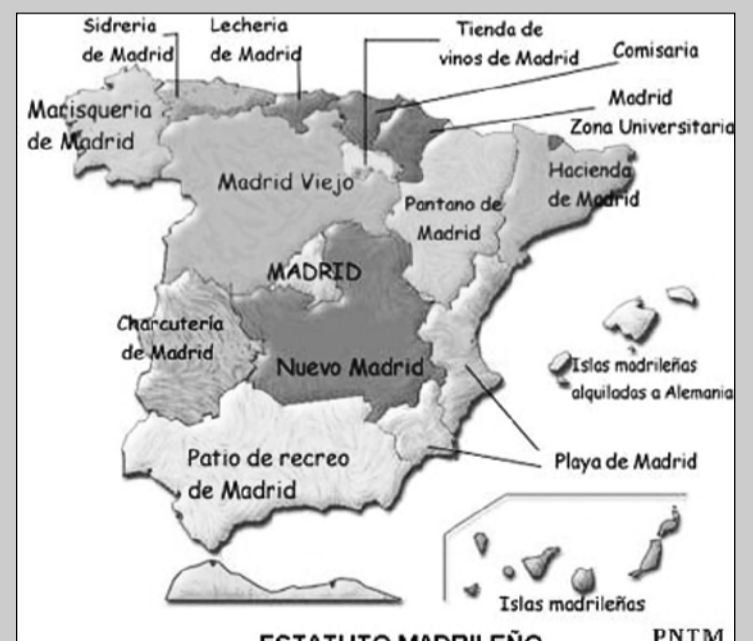 Sidreria
de Madrid
Lecheria
de Madrid
Tienda de
vinos de Madrid
Comisaria
Madrid
Zona Universitaria
Marisqueria
de Madrid
Madrid Viejo
Hacienda
de Madrid
Pantano de
Madrid
MADRID
Charcutería
de Madrid
Nuevo Madrid
Islas madrileñas
alquiladas a Alemania
Patio de recreo
de Madrid
Playa de Madrid
Islas madrileñas
ESTATUTO MADRILEÑO
PNTM